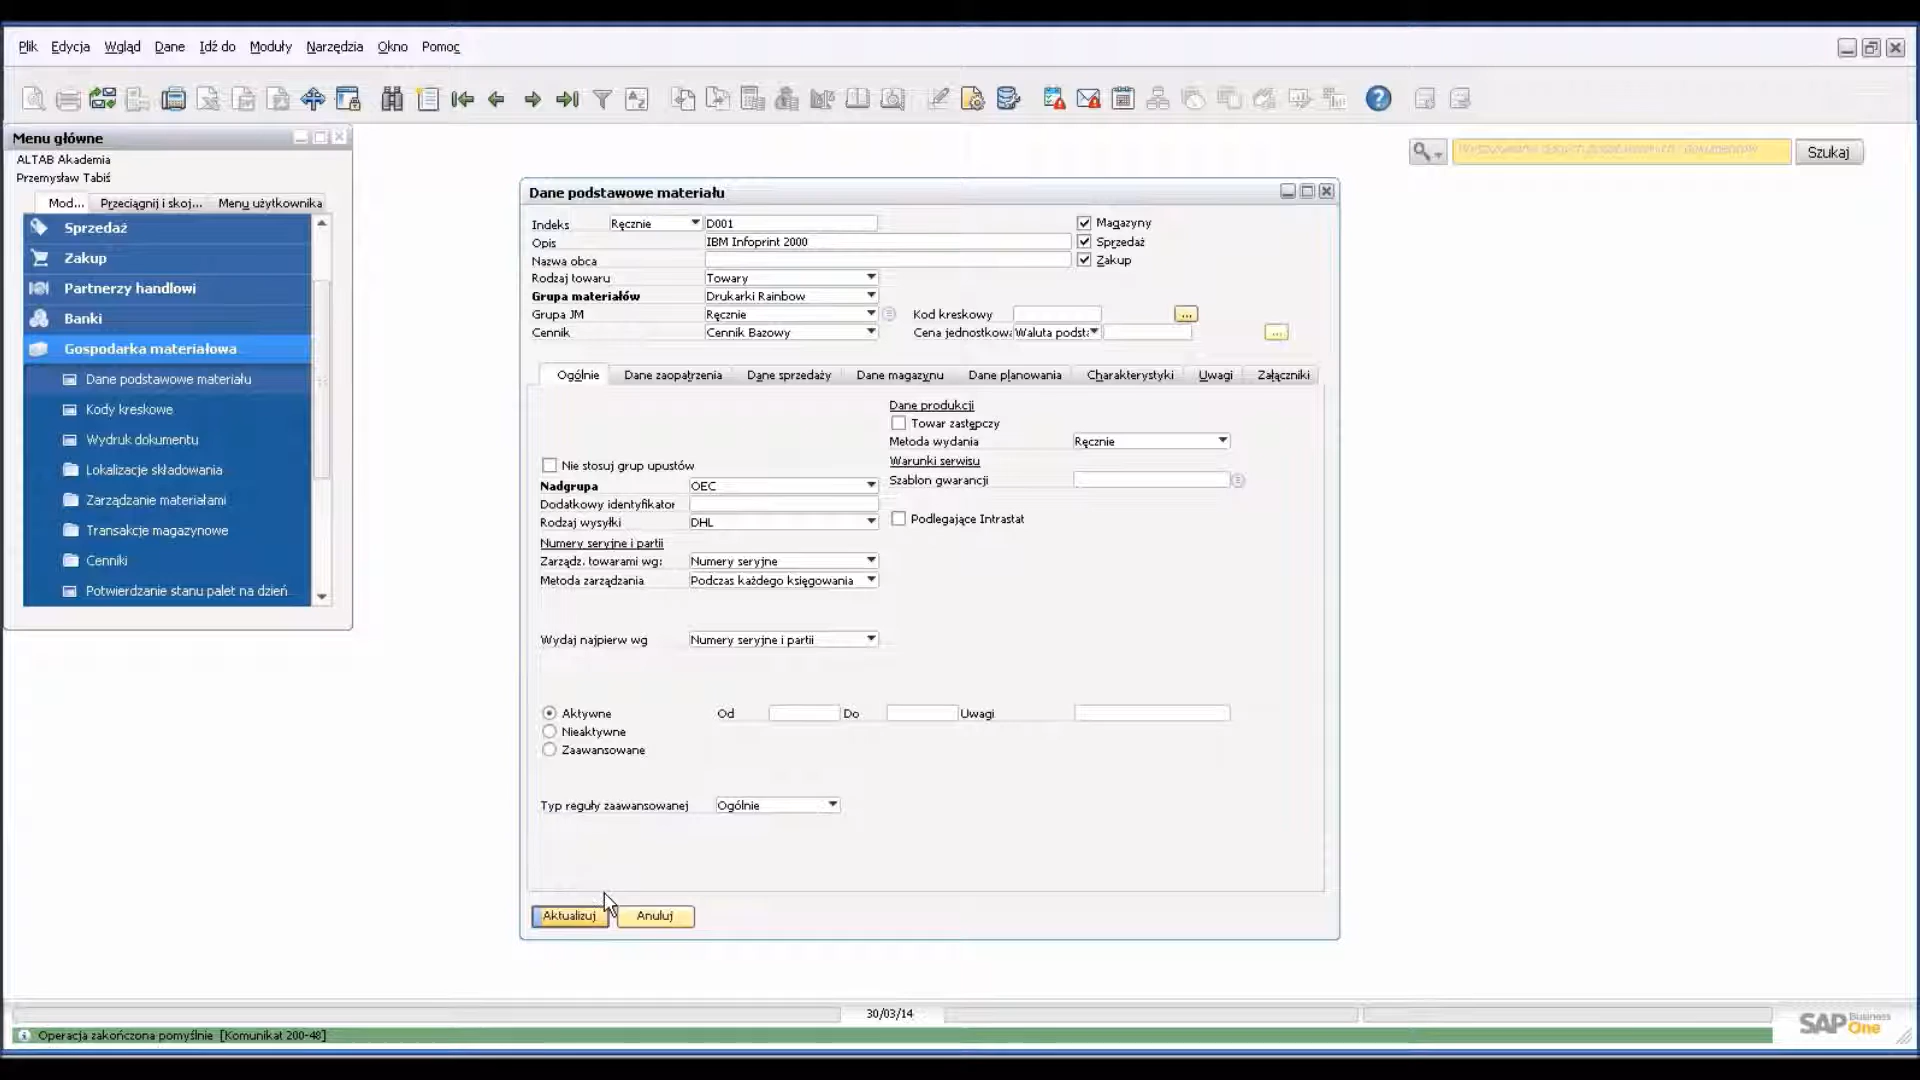 Plik Edycja Wgląd Dane Idź do Moduły Narzędzia Okno Pomoc
Menu główne
ALTAB Akademia
Przemysław Tabiś
Mod... Przeciągnij i skoj... Menu użytkownika
Sprzedaż
Zakup
Partnerzy handlowi
Banki
Gospodarka materiałowa
Dane podstawowe materiału
Kody kreskowe
Wydruk dokumentu
Lokalizacje składowania
Zarządzanie materiałami
Transakcje magazynowe
Cenniki
Potwierdzanie stanu palet na dzień
Szukaj
Dane podstawowe materiału
Indeks Ręcznie D001 Magazyny
Opis IBM Infoprint 2000 Sprzedaż
Nazwa obca Zakup
Rodzaj towaru Towary
Grupa materiałów Drukarki Rainbow
Grupa JM Ręcznie Kod kreskowy ...
Cennik Cennik Bazowy Cena jednostkowa Waluta podsta ...
Ogólnie Dane zaopatrzenia Dane sprzedaży Dane magazynu Dane planowania Charakterystyki Uwagi Załączniki
Dane produkcji
Towar zastępczy
Metoda wydania Ręcznie
Nie stosuj grup upustów Warunki serwisu
Nadgrupa OEC Szablon gwarancji
Dodatkowy identyfikator
Rodzaj wysyłki DHL Podlegające Intrastat
Numery seryjne i partii
Zarządz. towarami wg: Numery seryjne
Metoda zarządzania Podczas każdego księgowania
Wydaj najpierw wg Numery seryjne i partii
Aktywne Od Do Uwagi
Nieaktywne
Zaawansowane
Typ reguły zaawansowanej Ogólnie
Aktualizuj Anuluj
30/03/14
Operacja zakończona pomyślnie [Komunikat 200-48]
SAP Business One